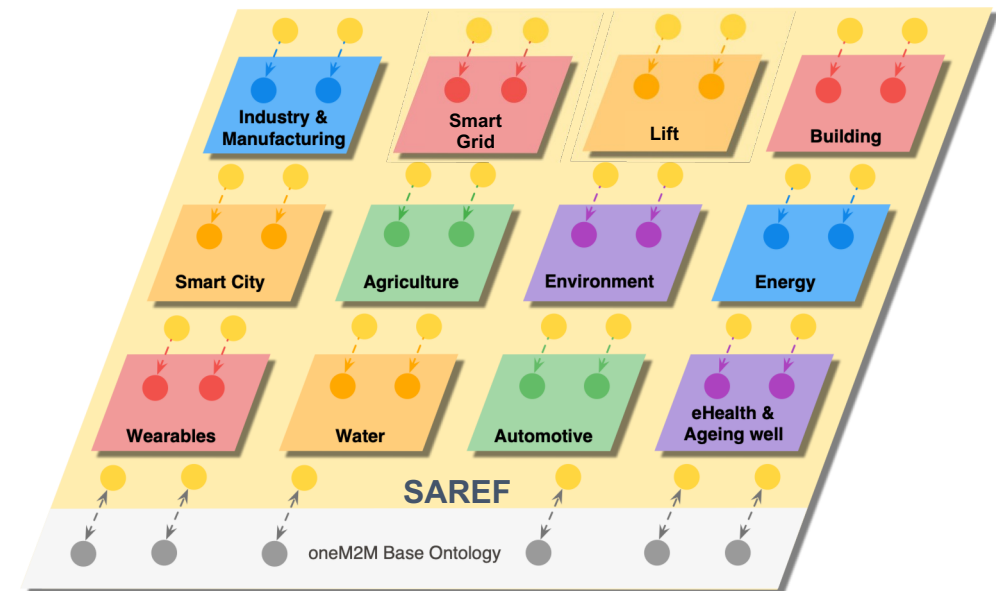 Industry &
Manufacturing
Smart
Grid
Lift
Building
Smart City
Agriculture
Environment
Energy
Wearables
Water
Automotive
eHealth &
Ageing well
SAREF
oneM2M Base Ontology